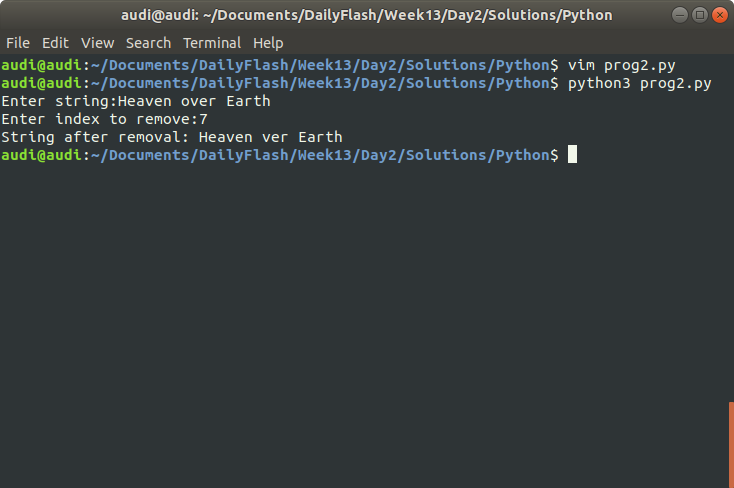 audi@audi: ~/Documents/DailyFlash/Week13/Day2/Solutions/Python
File Edit View Search Terminal Help
audi@audi:~/Documents/DailyFlash/Week13/Day2/Solutions/Python$ vim prog2.py
audi@audi:~/Documents/DailyFlash/Week13/Day2/Solutions/Python$ python3 prog2.py
Enter string:Heaven over Earth
Enter index to remove:7
String after removal: Heaven ver Earth
audi@audi:~/Documents/DailyFlash/Week13/Day2/Solutions/Python$